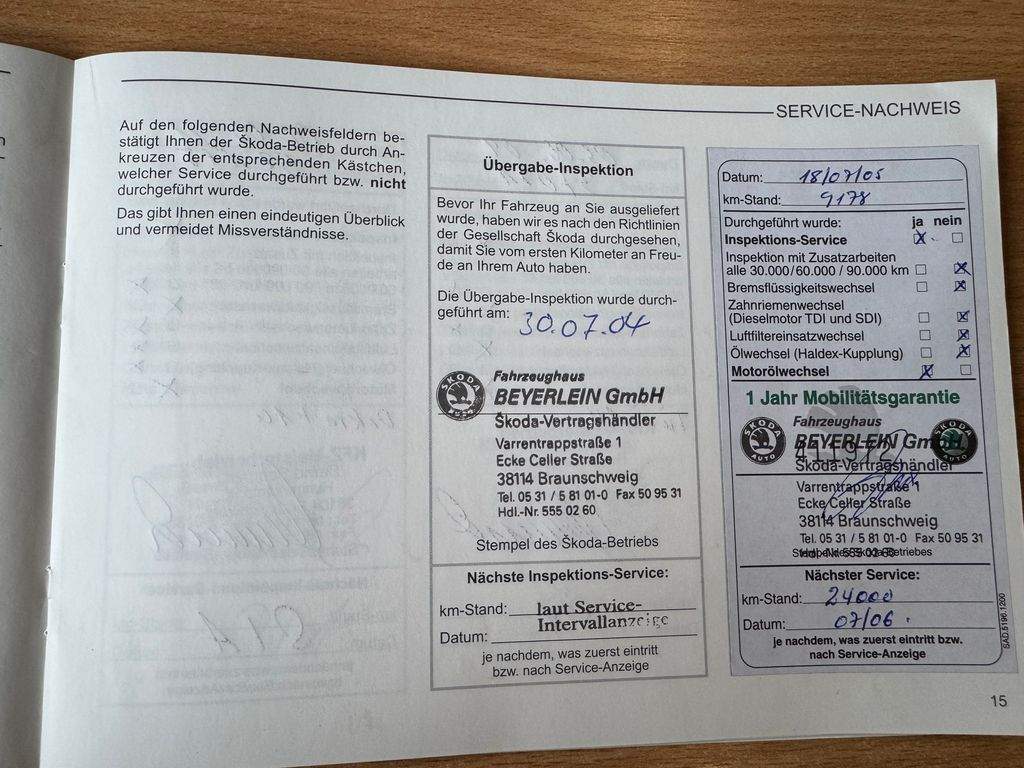 SERVICE-NACHWEIS
Auf den folgenden Nachweisfeldern be-
stätigt Ihnen der Škoda-Betrieb durch An-
kreuzen der entsprechenden Kästchen,
welcher Service durchgeführt bzw. nicht
durchgeführt wurde.
Das gibt Ihnen einen eindeutigen Überblick
und vermeidet Missverständnisse.
Übergabe-Inspektion
Bevor Ihr Fahrzeug an Sie ausgeliefert
wurde, haben wir es nach den Richtlinien
der Gesellschaft Škoda durchgesehen,
damit Sie vom ersten Kilometer an Freu-
de an Ihrem Auto haben.
Die Übergabe-Inspektion wurde durch-
geführt am: 30.07.04
ŠKODA
AUTO
Fahrzeughaus
BEYERLEIN GmbH
Škoda-Vertragshändler
Varrentrappstraße 1
Ecke Celler Straße
38114 Braunschweig
Tel. 05 31 / 5 81 01-0 Fax 50 95 31
Hdl.-Nr. 555 02 60
Stempel des Škoda-Betriebs
Nächste Inspektions-Service:
km-Stand: laut Service-
Intervallanzeige
Datum:
je nachdem, was zuerst eintritt
bzw. nach Service-Anzeige
Datum: 18/07/05
km-Stand: 9178
Durchgeführt wurde: ja nein
Inspektions-Service
Inspektion mit Zusatzarbeiten
alle 30.000/60.000 / 90.000 km
Bremsflüssigkeitswechsel
Zahnriemenwechsel
(Dieselmotor TDI und SDI)
Luftfiltereinsatzwechsel
Ölwechsel (Haldex-Kupplung)
Motorölwechsel
1 Jahr Mobilitätsgarantie
ŠKODA
AUTO
Fahrzeughaus
BEYERLEIN GmbH
ŠKODA
AUTO
Škoda-Vertragshändler
Varrentrappstraße 1
Ecke Celler Straße
38114 Braunschweig
Tel. 05 31 / 5 81 01-0 Fax 50 95 31
Stempel des Škoda-Betriebes
Nächster Service:
km-Stand: 24000
Datum: 07/06.
je nachdem, was zuerst eintritt bzw.
nach Service-Anzeige
SAD.5196.1200
15